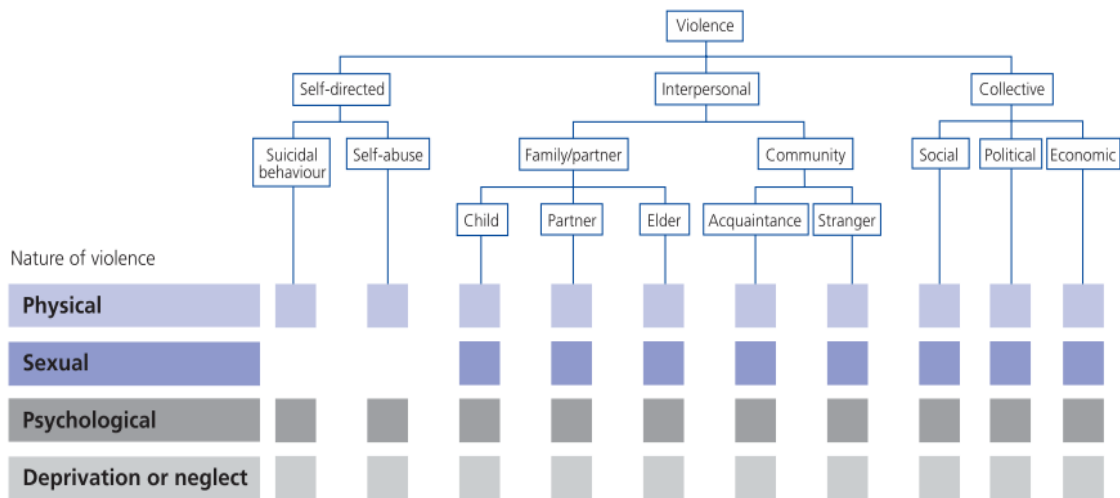 Violence
Self-directed
Interpersonal
Collective
Suicidal
behaviour
Self-abuse
Family/partner
Community
Social
Political
Economic
Child
Partner
Elder
Acquaintance
Stranger
Nature of violence
Physical
Sexual
Psychological
Deprivation or neglect